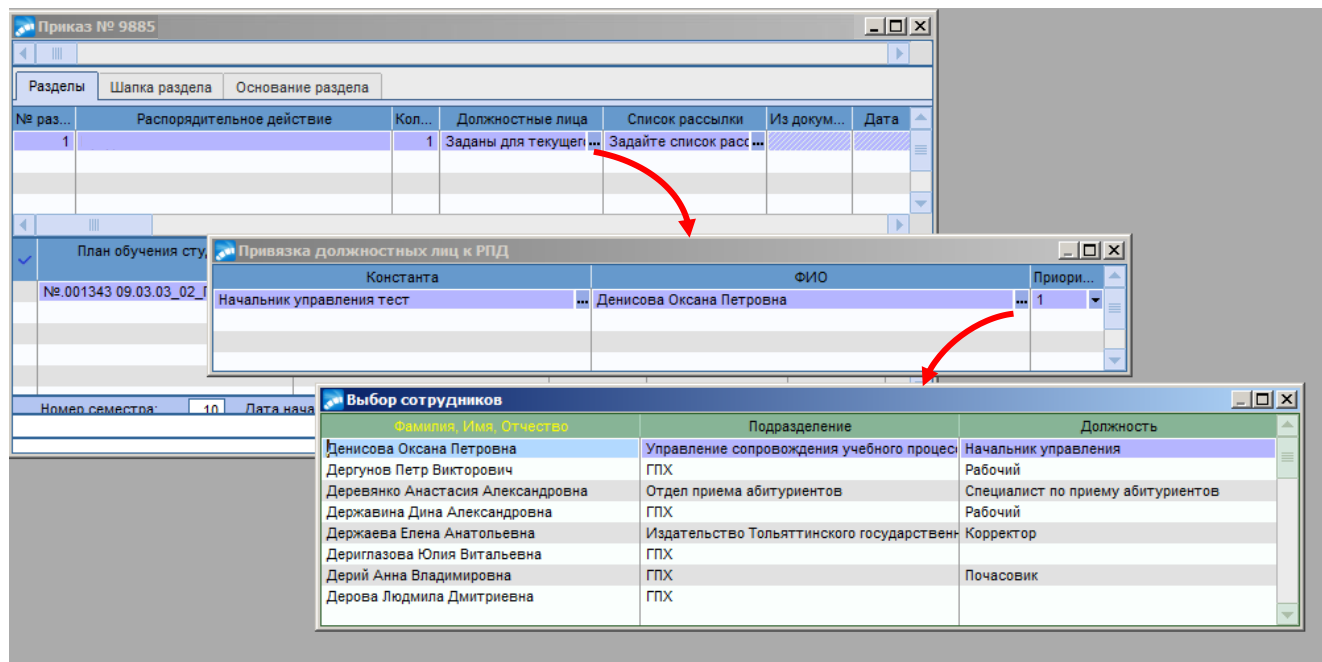 Приказ № 9885
Разделы Шапка раздела Основание раздела
№ раз... Распорядительное действие Кол... Должностные лица Список рассылки Из докум... Дата
1 1 Заданы для текущег ... Задайте список расс ...
План обучения сту
№.001343 09.03.03_02_
Привязка должностных лиц к РПД
Константа ФИО Приори...
Начальник управления тест ... Денисова Оксана Петровна ... 1
Номер семестра: 10 Дата нача
Выбор сотрудников
Фамилия, Имя, Отчество Подразделение Должность
Денисова Оксана Петровна Управление сопровождения учебного процес Начальник управления
Дергунов Петр Викторович ГПХ Рабочий
Деревянко Анастасия Александровна Отдел приема абитуриентов Специалист по приему абитуриентов
Державина Дина Александровна ГПХ Рабочий
Держаева Елена Анатольевна Издательство Тольяттинского государствен Корректор
Дериглазова Юлия Витальевна ГПХ
Дерий Анна Владимировна ГПХ Почасовик
Дерова Людмила Дмитриевна ГПХ